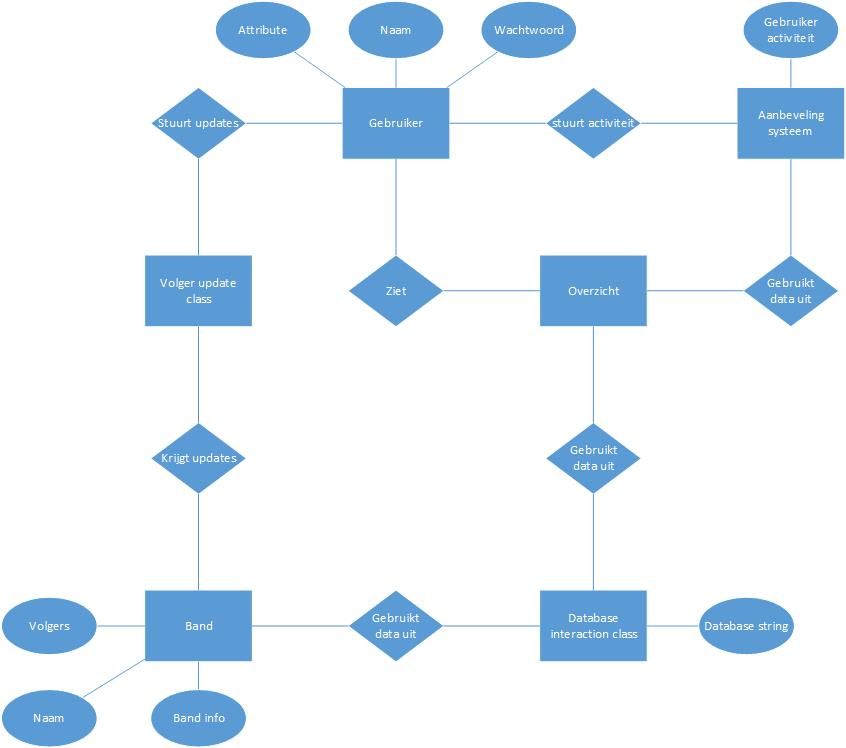 Attribute
Naam
Wachtwoord
Gebruiker
activiteit
Stuurt updates
Gebruiker
stuurt activiteit
Aanbeveling
systeem
Volger update
class
Ziet
Overzicht
Gebruikt
data uit
Krijgt updates
Gebruikt
data uit
Volgers
Band
Gebruikt
data uit
Database
interaction class
Database string
Naam
Band info